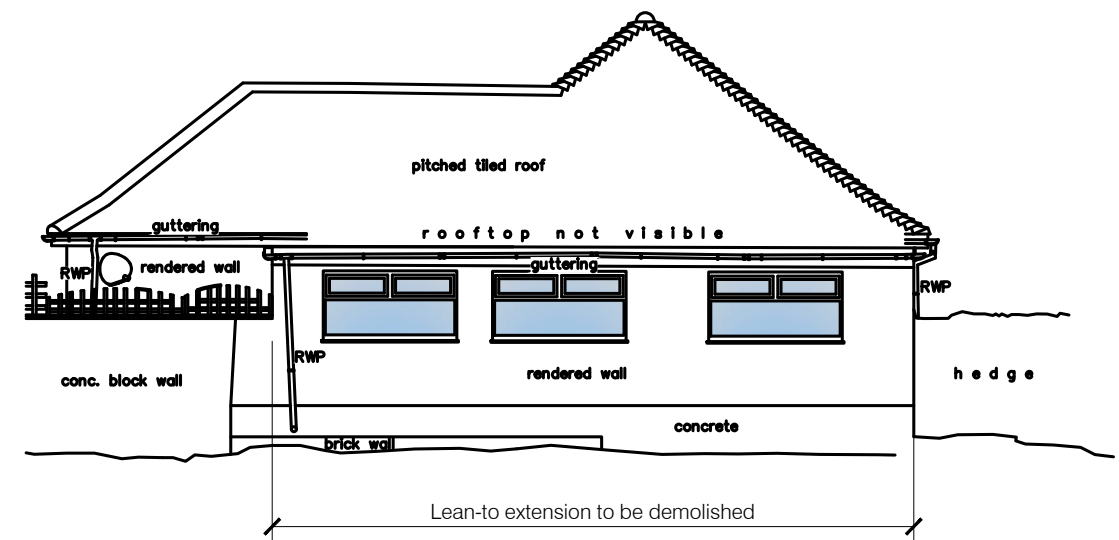 pitched tiled roof
guttering
rooftop not visible
RWP
rendered wall
guttering
RWP
RWP
conc. block wall
rendered wall
hedge
concrete
brick wall
Lean-to extension to be demolished